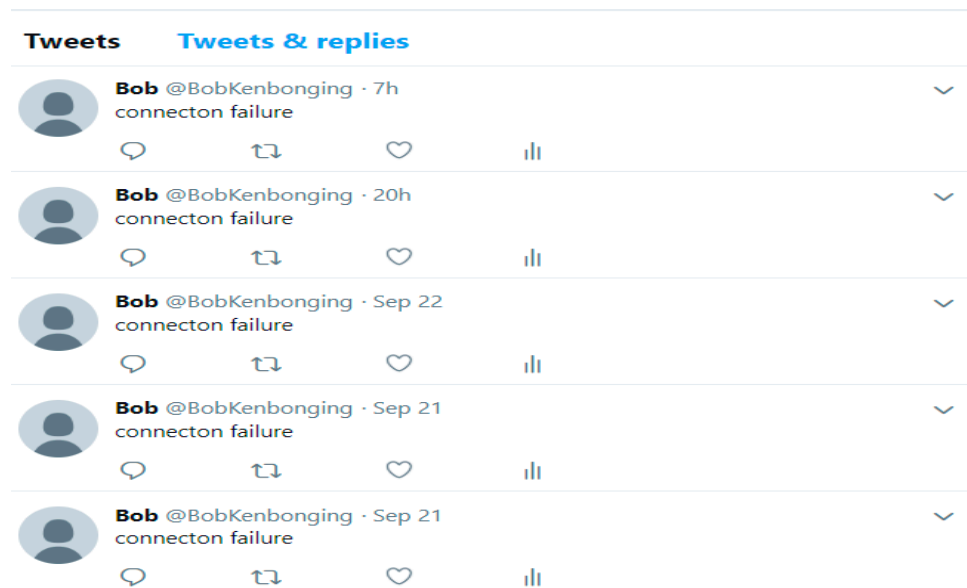 Tweets Tweets & replies
Bob @BobKenbonging · 7h
connecton failure
Bob @BobKenbonging · 20h
connecton failure
Bob @BobKenbonging · Sep 22
connecton failure
Bob @BobKenbonging · Sep 21
connecton failure
Bob @BobKenbonging · Sep 21
connecton failure